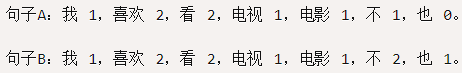 句子A：我 1，喜欢 2，看 2，电视 1，电影 1，不 1，也 0。
句子B：我 1，喜欢 2，看 2，电视 1，电影 1，不 2，也 1。